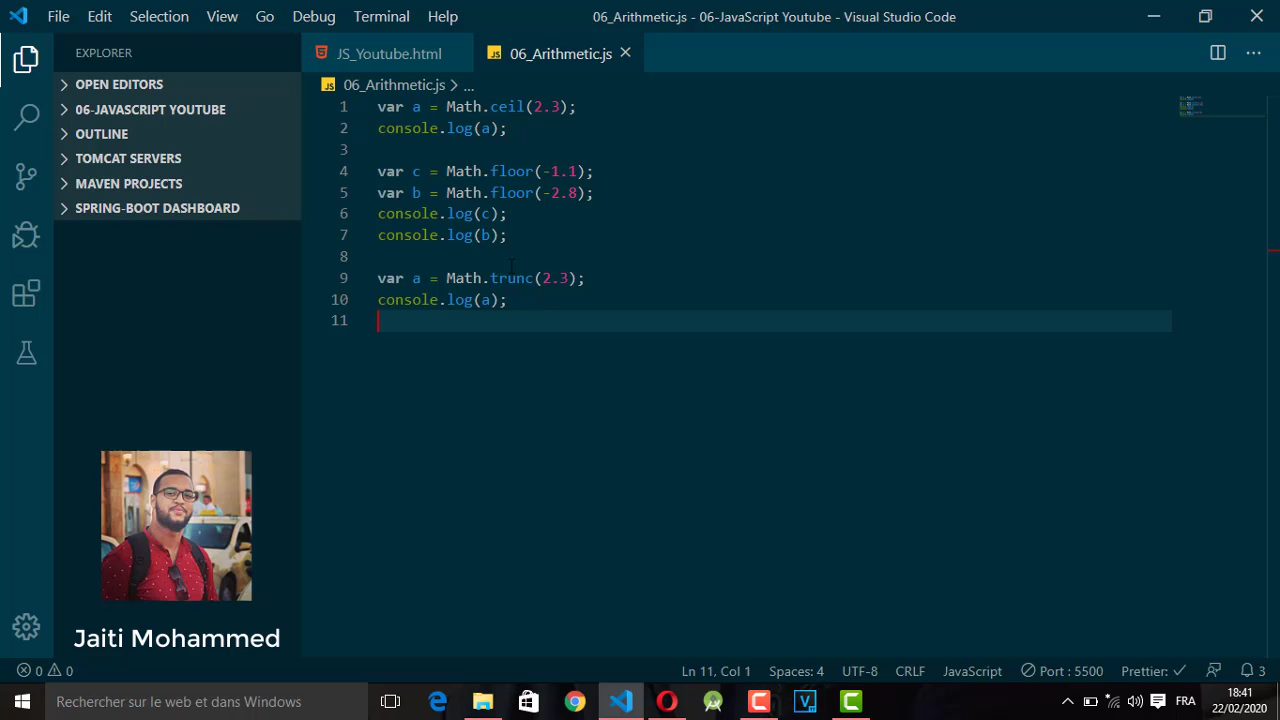 File Edit Selection View Go Debug Terminal Help 06_Arithmetic.js - 06-JavaScript Youtube - Visual Studio Code
EXPLORER
JS_Youtube.html
JS 06_Arithmetic.js
OPEN EDITORS
06-JAVASCRIPT YOUTUBE
OUTLINE
TOMCAT SERVERS
MAVEN PROJECTS
SPRING-BOOT DASHBOARD
JS 06_Arithmetic.js > ...
1 var a = Math.ceil(2.3);
2 console.log(a);
3
4 var c = Math.floor(-1.1);
5 var b = Math.floor(-2.8);
6 console.log(c);
7 console.log(b);
8
9 var a = Math.trunc(2.3);
10 console.log(a);
11
Jaiti Mohammed
0 0 Ln 11, Col 1 Spaces: 4 UTF-8 CRLF JavaScript Port : 5500 Prettier: ✓ 3
Rechercher sur le web et dans Windows
FRA
18:41
22/02/2020